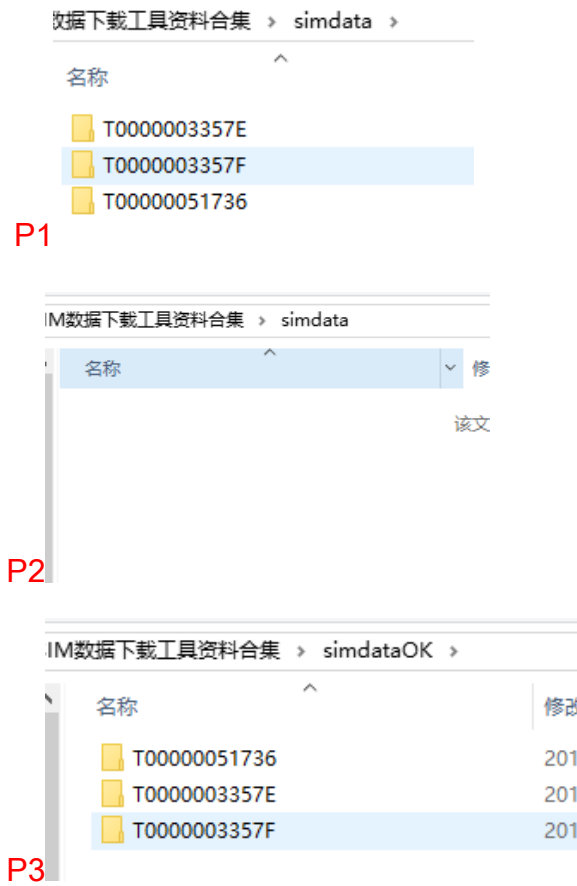 数据下载工具资料合集 > simdata >
名称
T0000003357E
T0000003357F
T00000051736
P1
IM数据下载工具资料合集 > simdata
名称 修
该文
P2
SIM数据下载工具资料合集 > simdataOK >
名称 修改
T00000051736 201
T0000003357E 201
T0000003357F 201
P3